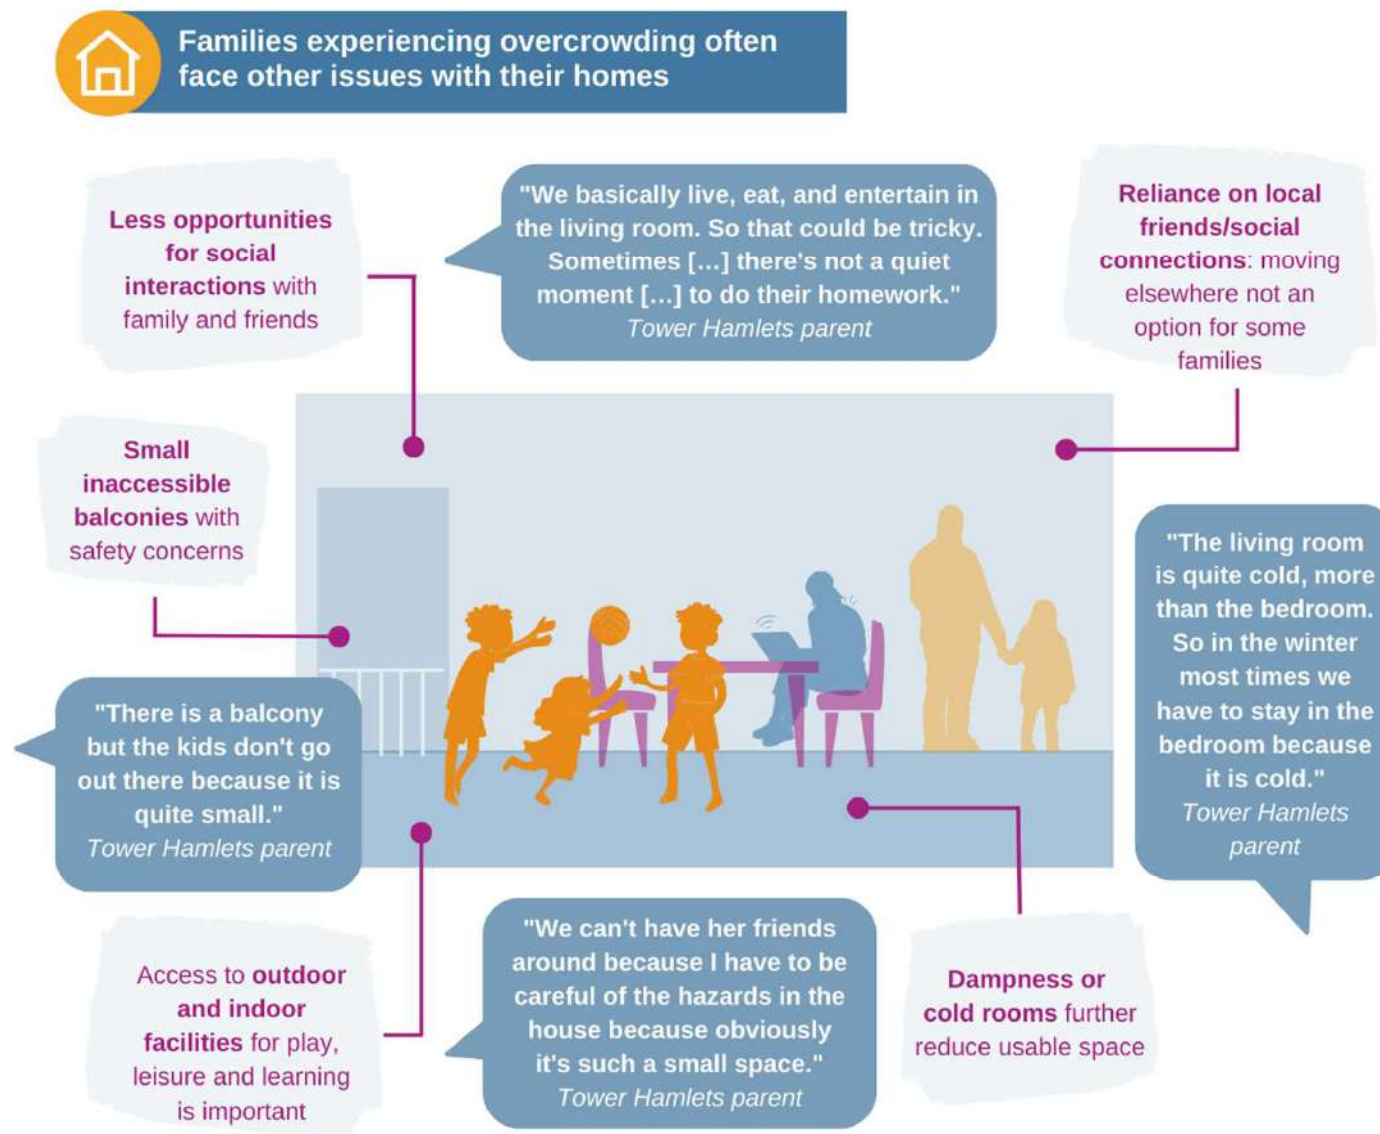 Families experiencing overcrowding often
face other issues with their homes
Less opportunities
for social
interactions with
family and friends
"We basically live, eat, and entertain in
the living room. So that could be tricky.
Sometimes [...] there's not a quiet
moment [...] to do their homework."
Tower Hamlets parent
Reliance on local
friends/social
connections: moving
elsewhere not an
option for some
families
Small
inaccessible
balconies with
safety concerns
"The living room
is quite cold, more
than the bedroom.
So in the winter
most times we
have to stay in the
bedroom because
it is cold."
Tower Hamlets
parent
"There is a balcony
but the kids don't go
out there because it is
quite small."
Tower Hamlets parent
Access to outdoor
and indoor
facilities for play,
leisure and learning
is important
"We can't have her friends
around because I have to be
careful of the hazards in the
house because obviously
it's such a small space."
Tower Hamlets parent
Dampness or
cold rooms further
reduce usable space